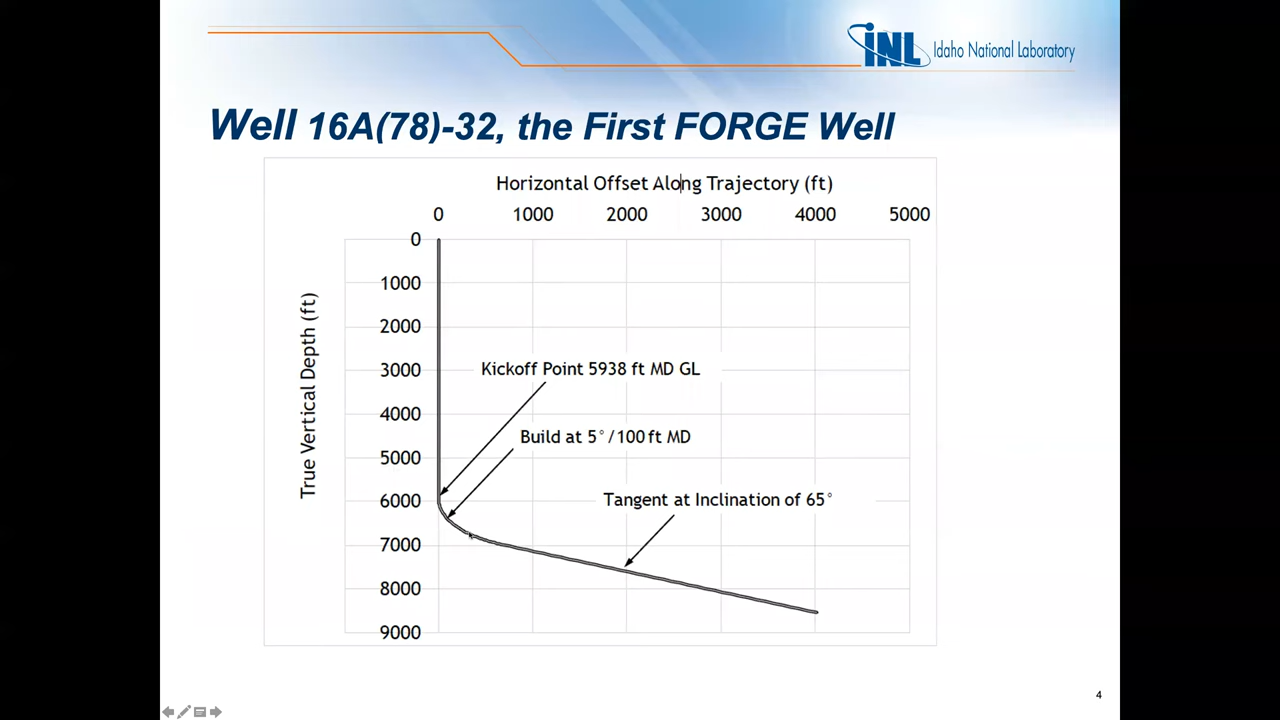 INL Idaho National Laboratory
Well 16A(78)-32, the First FORGE Well
Horizontal Offset Along Trajectory (ft)
0 1000 2000 3000 4000 5000
True Vertical Depth (ft)
0
1000
2000
3000
4000
5000
6000
7000
8000
9000
Kickoff Point 5938 ft MD GL
Build at 5°/100 ft MD
Tangent at Inclination of 65°
4